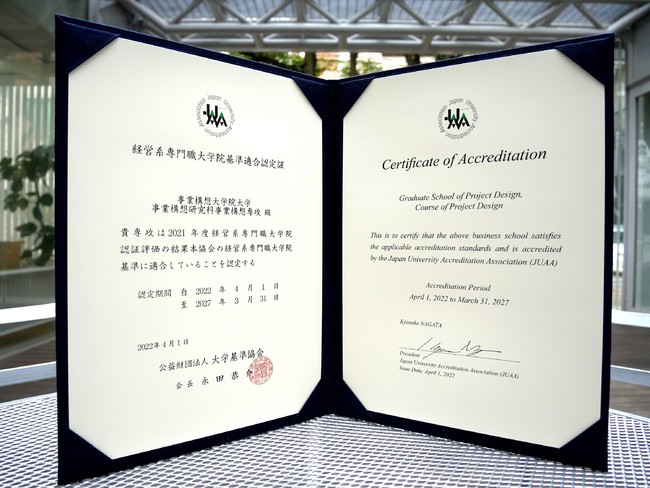 経営系専門職大学院基準適合認定証
事業構想大学院大学
事業構想研究科事業構想専攻 殿
貴専攻は2021年度経営系専門職大学院
認証評価の結果本協会の経営系専門職大学院
基準に適合していることを認定する
認定期間 自 2022 年 4 月 1 日
至 2027 年 3 月 31 日
2022年4月1日
公益財団法人 大学基準協会
会長 永田恭介
Japan University Accreditation Association
JUAA
Certificate of Accreditation
Graduate School of Project Design,
Course of Project Design
This is to certify that the above business school satisfies
the applicable accreditation standards and is accredited
by the Japan University Accreditation Association (JUAA)
Accreditation Period
April 1, 2022 to March 31, 2027
Kyosuke NAGATA
President
Japan University Accreditation Association (JUAA)
Issue Date: April 1, 2022